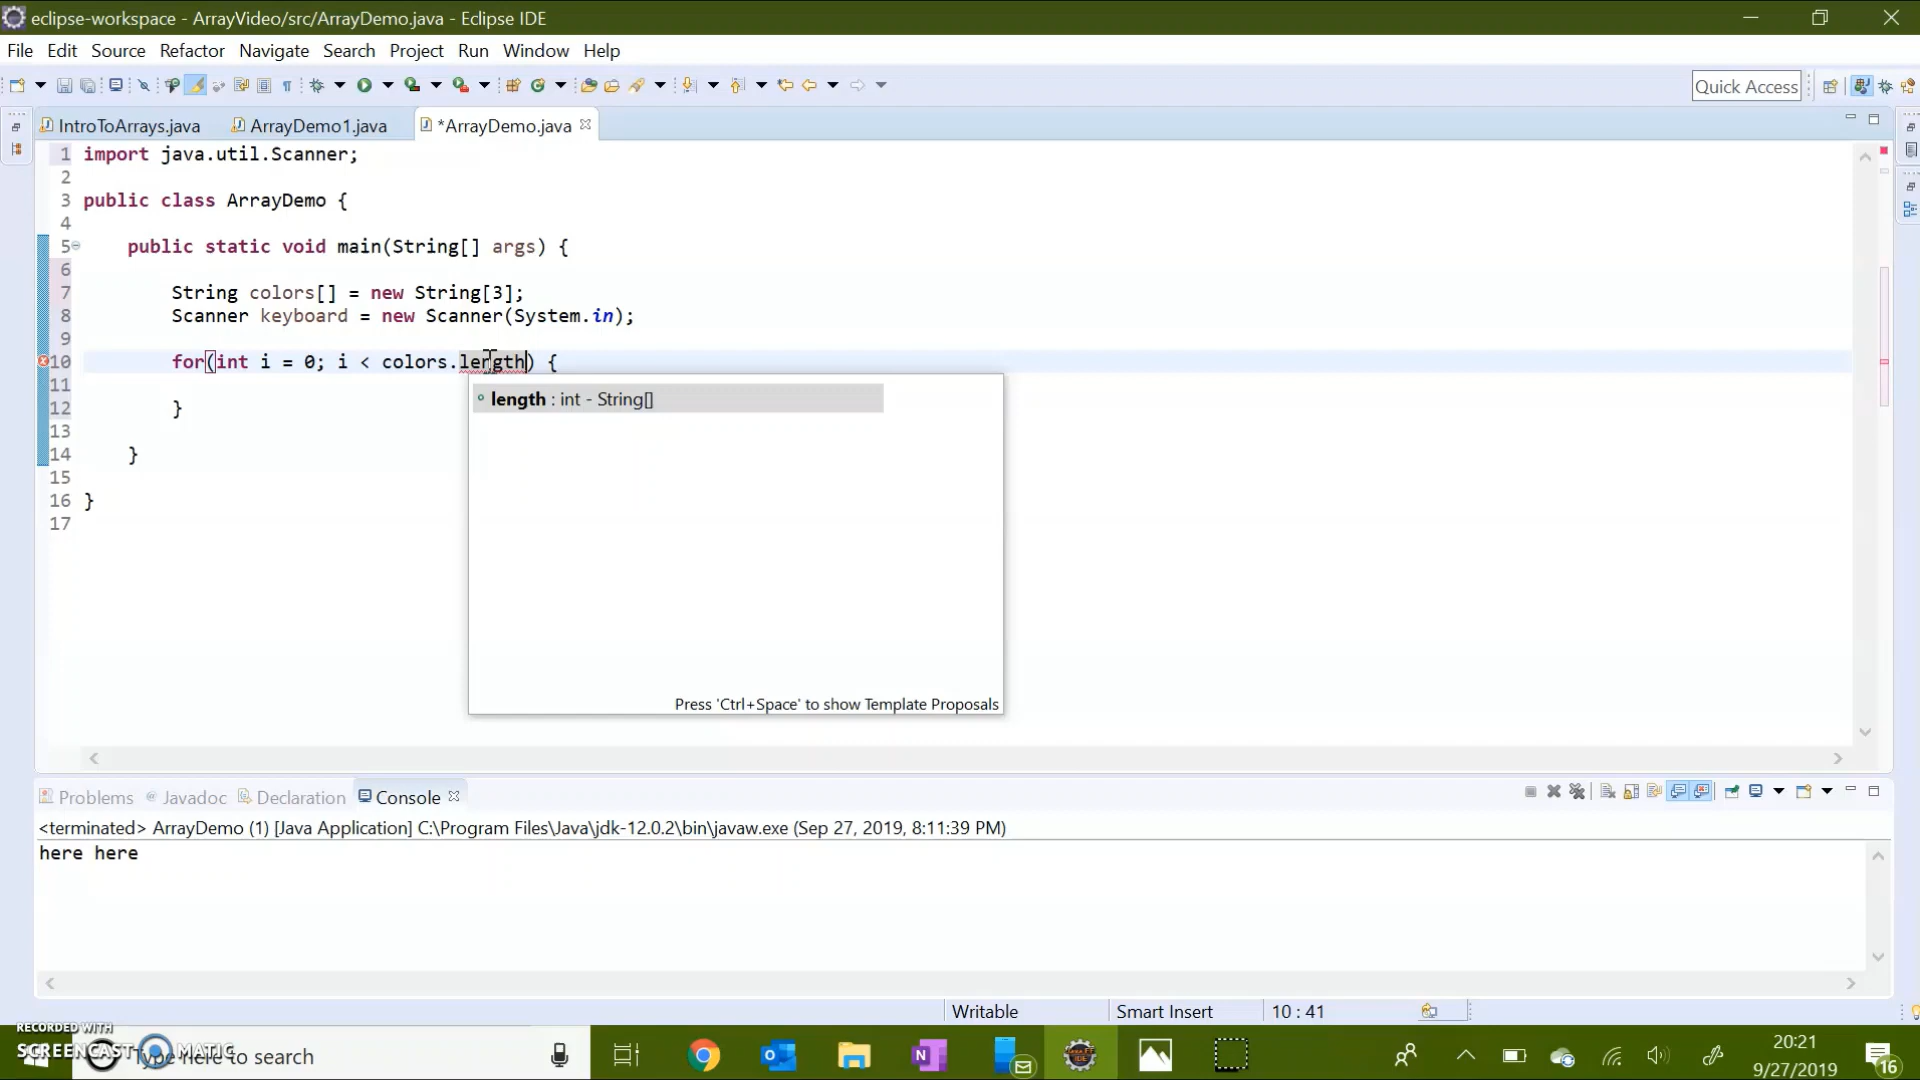 eclipse-workspace - ArrayVideo/src/ArrayDemo.java - Eclipse IDE
File Edit Source Refactor Navigate Search Project Run Window Help
Quick Access
IntroToArrays.java ArrayDemo1.java *ArrayDemo.java
1 import java.util.Scanner;
2
3 public class ArrayDemo {
4
5 public static void main(String[] args) {
6
7 String colors[] = new String[3];
8 Scanner keyboard = new Scanner(System.in);
9
10 for(int i = 0; i < colors.length) {
11
12 }
13
14 }
15
16 }
17
length : int - String[]
Press 'Ctrl+Space' to show Template Proposals
Problems Javadoc Declaration Console
<terminated> ArrayDemo (1) [Java Application] C:\Program Files\Java\jdk-12.0.2\bin\javaw.exe (Sep 27, 2019, 8:11:39 PM)
here here
Writable Smart Insert 10 : 41
RECORDED WITH
SCREENCAST MATIC
Type here to search
20:21
9/27/2019
16